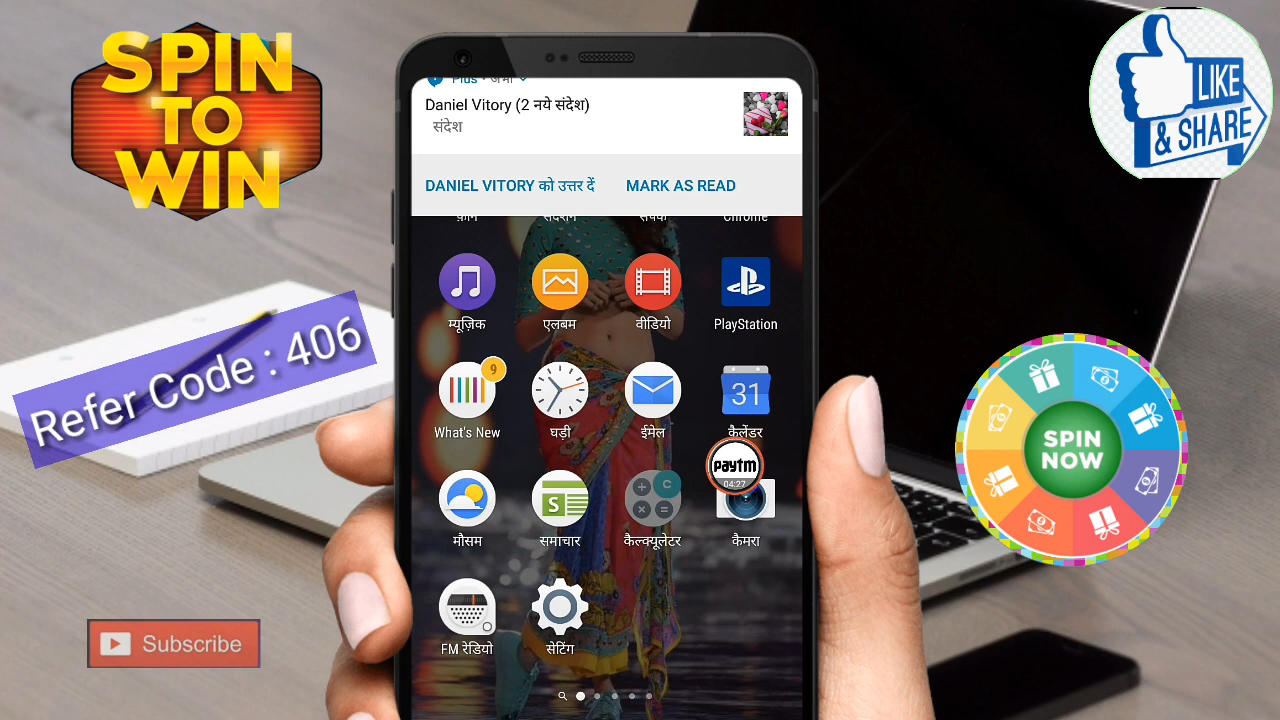 SPIN
TO
WIN
LIKE
& SHARE
Refer Code : 406
Subscribe
SPIN
NOW
Plus • अभी
Daniel Vitory (2 नये संदेश)
संदेश
DANIEL VITORY को उत्तर दें
MARK AS READ
Chrome
म्यूज़िक
एलबम
वीडियो
PlayStation
9
31
What's New
घड़ी
ईमेल
कैलेंडर
paytm
04:27
S
C
मौसम
समाचार
कैल्क्यूलेटर
कैमरा
FM रेडियो
सेटिंग